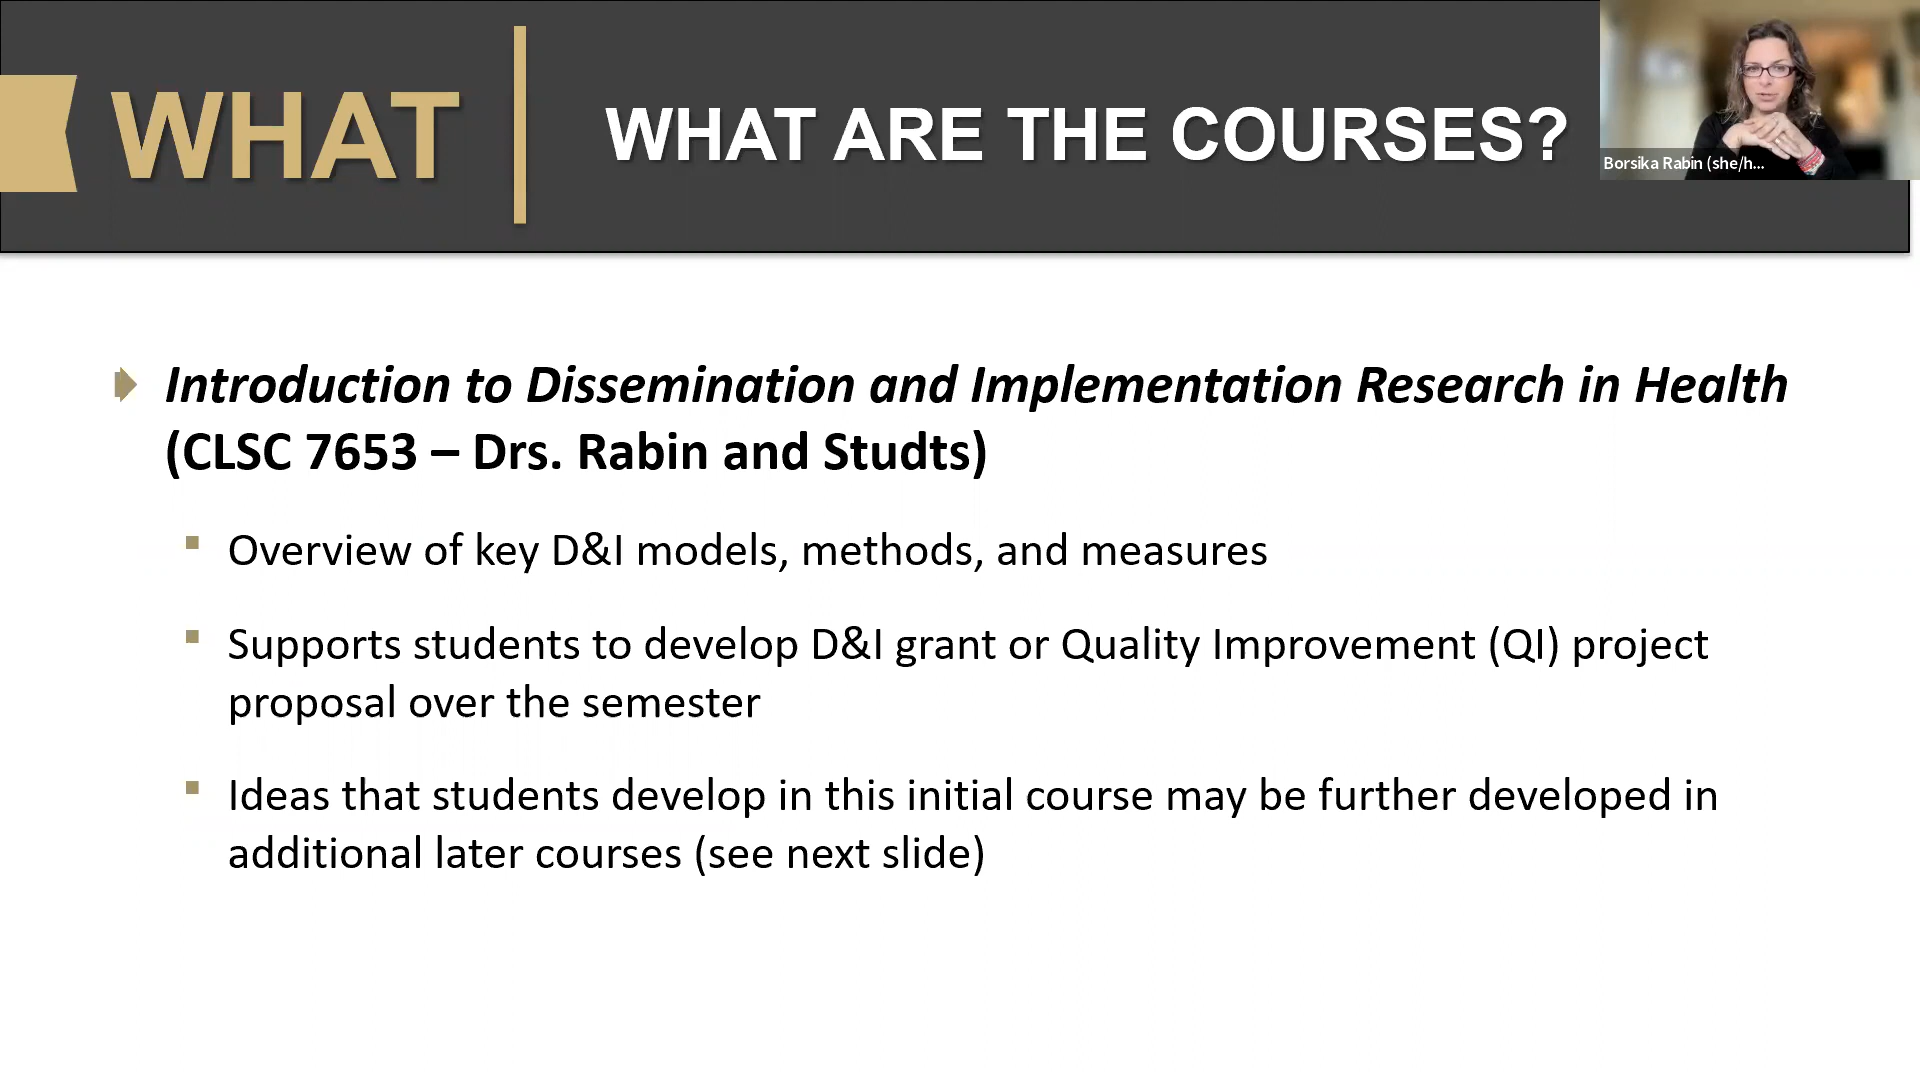 WHAT
WHAT ARE THE COURSES?
Borsika Rabin (she/h...
Introduction to Dissemination and Implementation Research in Health
(CLSC 7653 – Drs. Rabin and Studts)
Overview of key D&I models, methods, and measures
Supports students to develop D&I grant or Quality Improvement (QI) project
proposal over the semester
Ideas that students develop in this initial course may be further developed in
additional later courses (see next slide)